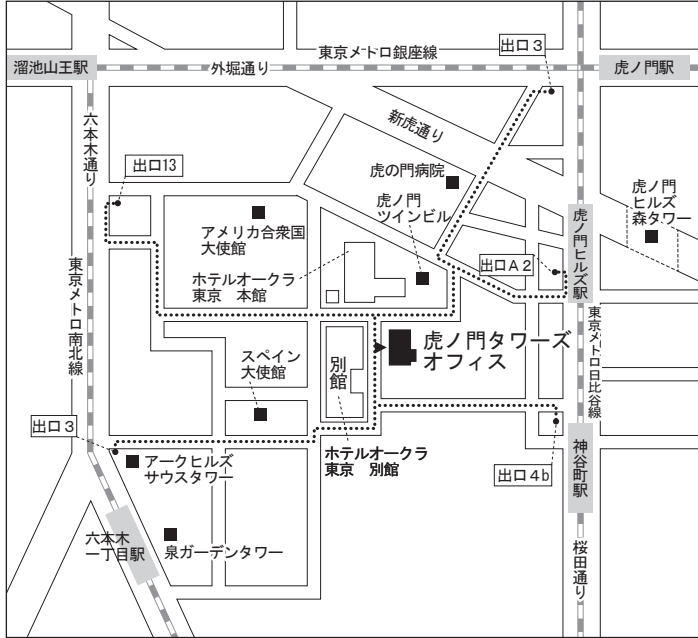 出口3
東京メトロ銀座線
溜池山王駅
外堀通り
虎ノ門駅
六本木通り
新虎通り
出口13
虎の門病院
虎ノ門
ツインビル
虎ノ門
ヒルズ
森タワー
アメリカ合衆国
大使館
虎ノ門ヒルズ駅
ホテルオークラ
東京 本館
出口A2
東京メトロ南北線
東京メトロ日比谷線
虎ノ門タワーズ
オフィス
スペイン
大使館
別館
出口3
ホテルオークラ
東京 別館
アークヒルズ
サウスタワー
出口4b
神谷町駅
六本木
一丁目駅
泉ガーデンタワー
桜田通り